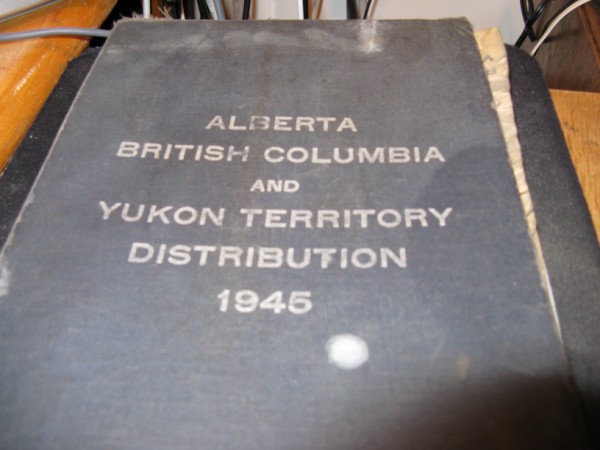 ALBERTA
BRITISH COLUMBIA
AND
YUKON TERRITORY
DISTRIBUTION
1945